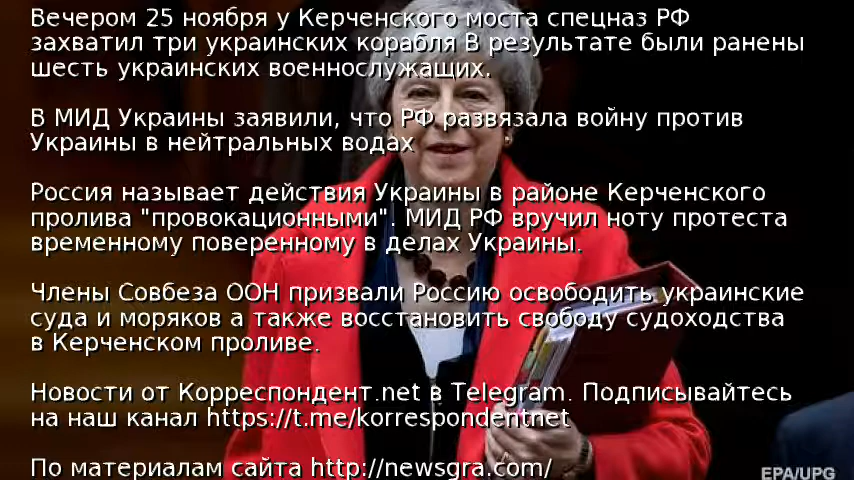 Вечером 25 ноября у Керченского моста спецназ РФ
захватил три украинских корабля В результате были ранены
шесть украинских военнослужащих.
В МИД Украины заявили, что РФ развязала войну против
Украины в нейтральных водах
Россия называет действия Украины в районе Керченского
пролива "провокационными". МИД РФ вручил ноту протеста
временному поверенному в делах Украины.
Члены Совбеза ООН призвали Россию освободить украинские
суда и моряков а также восстановить свободу судоходства
в Керченском проливе.
Новости от Корреспондент.net в Telegram. Подписывайтесь
на наш канал https://t.me/korrespondentnet
По материалам сайта http://newsgra.com/
EPA/UPG